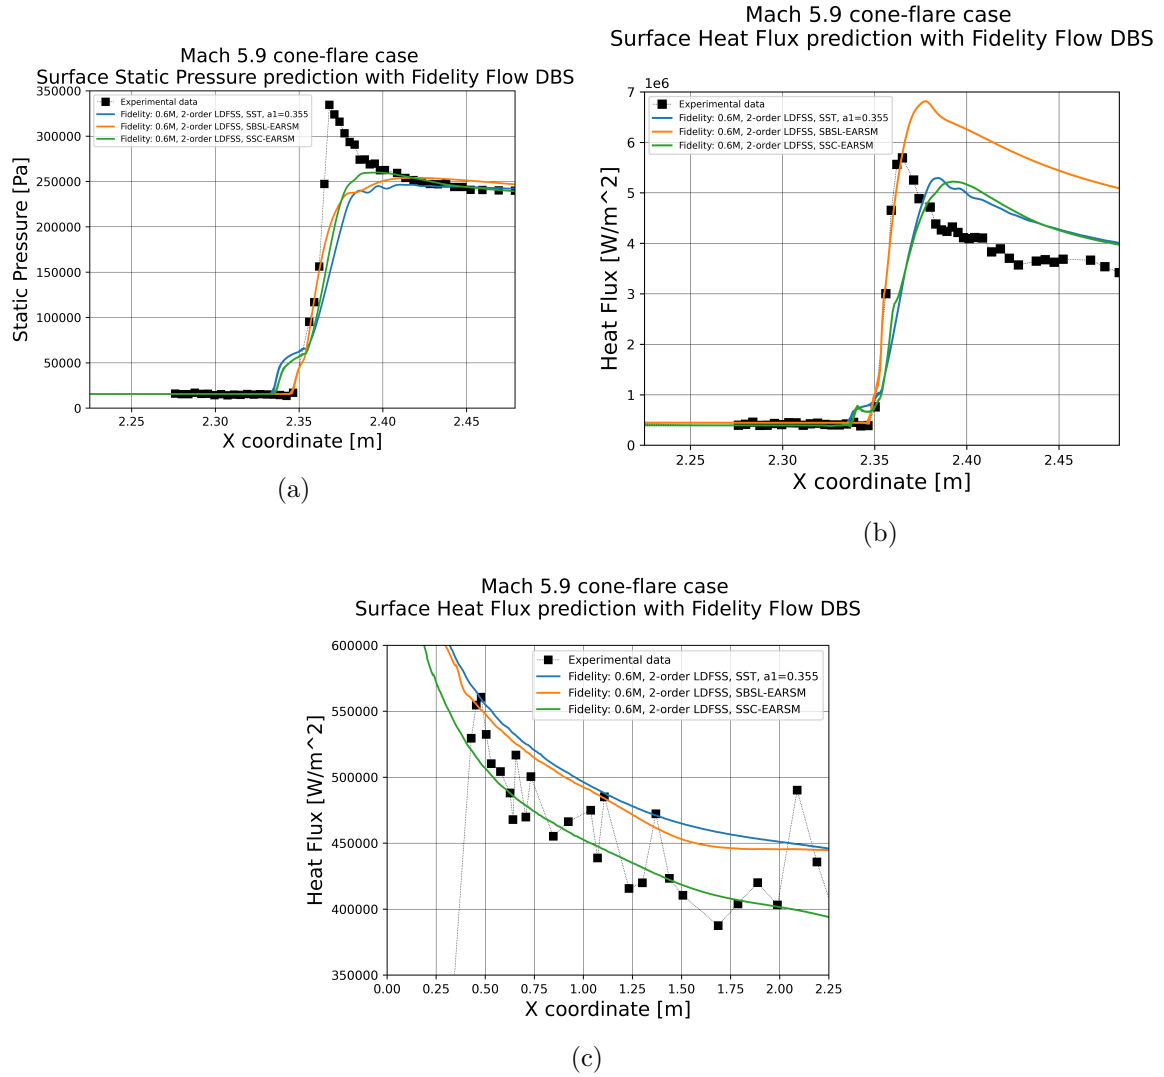 Mach 5.9 cone-flare case
Surface Static Pressure prediction with Fidelity Flow DBS
350000
300000
250000
200000
150000
100000
50000
0
Static Pressure [Pa]
Experimental data
Fidelity: 0.6M, 2-order LDFSS, SST, a1=0.355
Fidelity: 0.6M, 2-order LDFSS, SBSL-EARSM
Fidelity: 0.6M, 2-order LDFSS, SSC-EARSM
2.25 2.30 2.35 2.40 2.45
X coordinate [m]
(a)
Mach 5.9 cone-flare case
Surface Heat Flux prediction with Fidelity Flow DBS
1e6
7
6
5
4
3
2
1
0
Heat Flux [W/m^2]
Experimental data
Fidelity: 0.6M, 2-order LDFSS, SST, a1=0.355
Fidelity: 0.6M, 2-order LDFSS, SBSL-EARSM
Fidelity: 0.6M, 2-order LDFSS, SSC-EARSM
2.25 2.30 2.35 2.40 2.45
X coordinate [m]
(b)
Mach 5.9 cone-flare case
Surface Heat Flux prediction with Fidelity Flow DBS
600000
550000
500000
450000
400000
350000
Heat Flux [W/m^2]
Experimental data
Fidelity: 0.6M, 2-order LDFSS, SST, a1=0.355
Fidelity: 0.6M, 2-order LDFSS, SBSL-EARSM
Fidelity: 0.6M, 2-order LDFSS, SSC-EARSM
0.00 0.25 0.50 0.75 1.00 1.25 1.50 1.75 2.00 2.25
X coordinate [m]
(c)